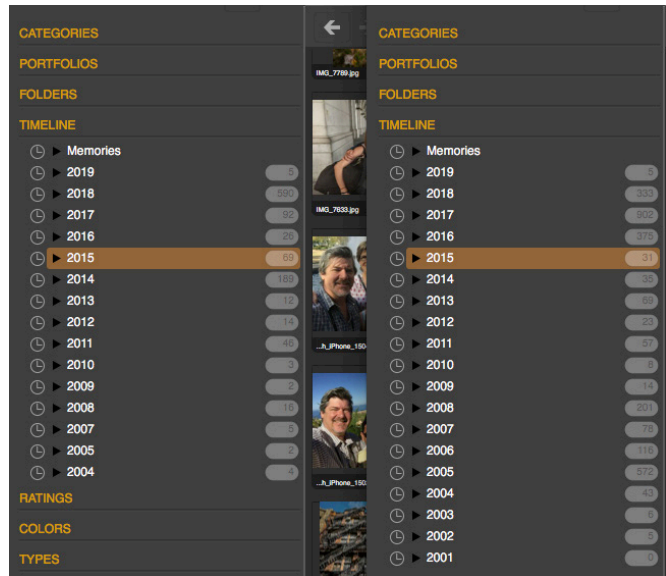 CATEGORIES
PORTFOLIOS
FOLDERS
TIMELINE
Memories
2019 5
2018 590
2017 92
2016 26
2015 69
2014 189
2013 12
2012 14
2011 46
2010 3
2009 2
2008 16
2007 5
2005 2
2004 4
RATINGS
COLORS
TYPES
IMG_7789.jpg
IMG_7833.jpg
...h_iPhone_150
...h_iPhone_150
CATEGORIES
PORTFOLIOS
FOLDERS
TIMELINE
Memories
2019 5
2018 333
2017 902
2016 375
2015 31
2014 35
2013 69
2012 23
2011 57
2010 8
2009 14
2008 201
2007 78
2006 116
2005 572
2004 43
2003 6
2002 5
2001 0